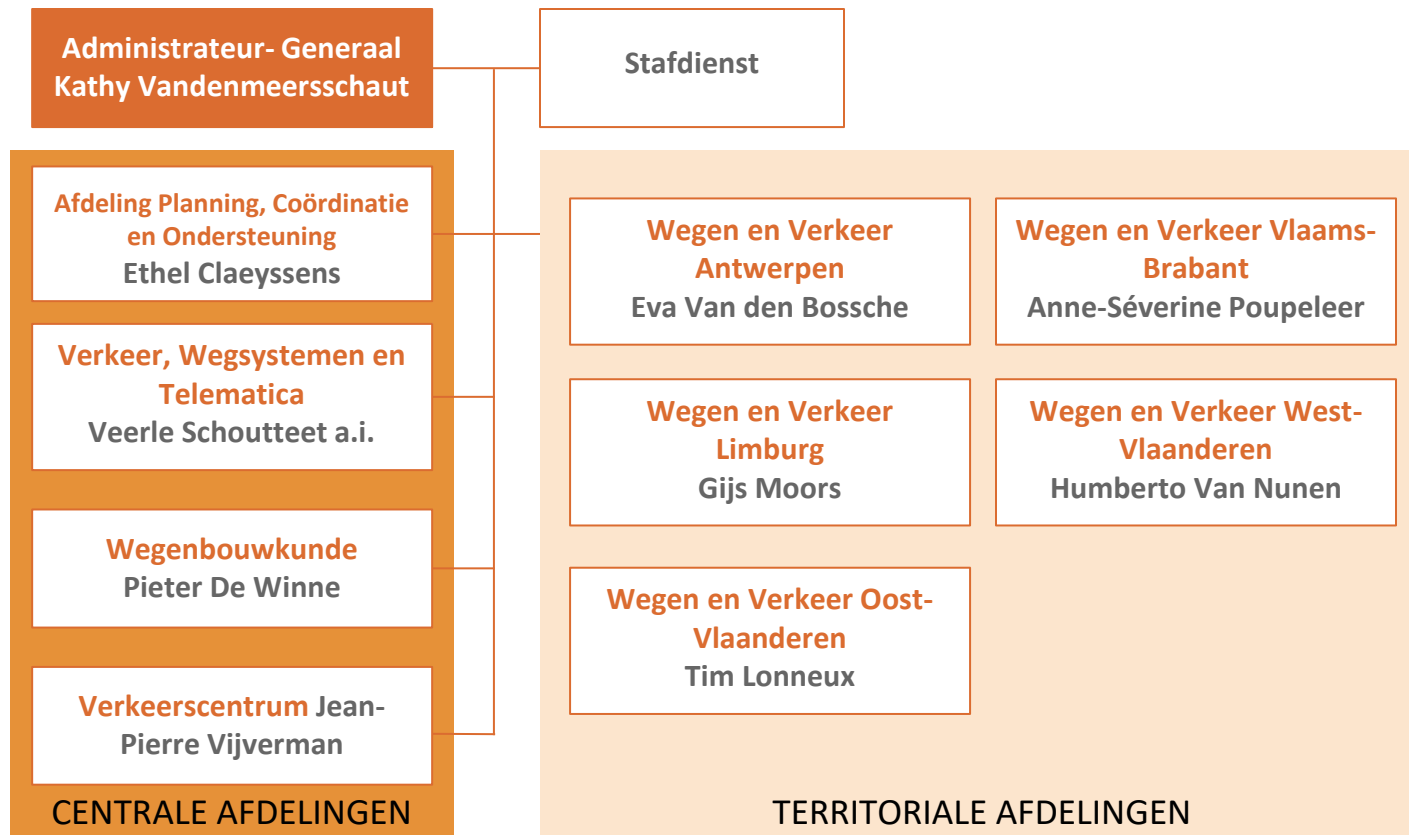 Administrateur- Generaal
Kathy Vandenmeersschaut
Stafdienst
Afdeling Planning, Coördinatie
en Ondersteuning
Ethel Claeyssens
Verkeer, Wegsystemen en
Telematica
Veerle Schoutteet a.i.
Wegenbouwkunde
Pieter De Winne
Verkeerscentrum Jean-
Pierre Vijverman
CENTRALE AFDELINGEN
Wegen en Verkeer
Antwerpen
Eva Van den Bossche
Wegen en Verkeer Vlaams-
Brabant
Anne-Séverine Poupeleer
Wegen en Verkeer
Limburg
Gijs Moors
Wegen en Verkeer West-
Vlaanderen
Humberto Van Nunen
Wegen en Verkeer Oost-
Vlaanderen
Tim Lonneux
TERRITORIALE AFDELINGEN